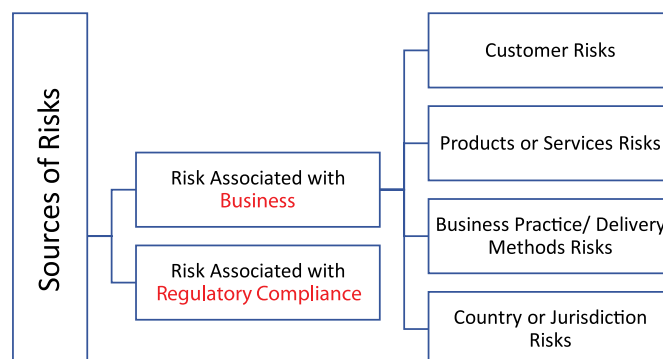 Sources of Risks
Risk Associated with
Business
Risk Associated with
Regulatory Compliance
Customer Risks
Products or Services Risks
Business Practice/ Delivery
Methods Risks
Country or Jurisdiction
Risks